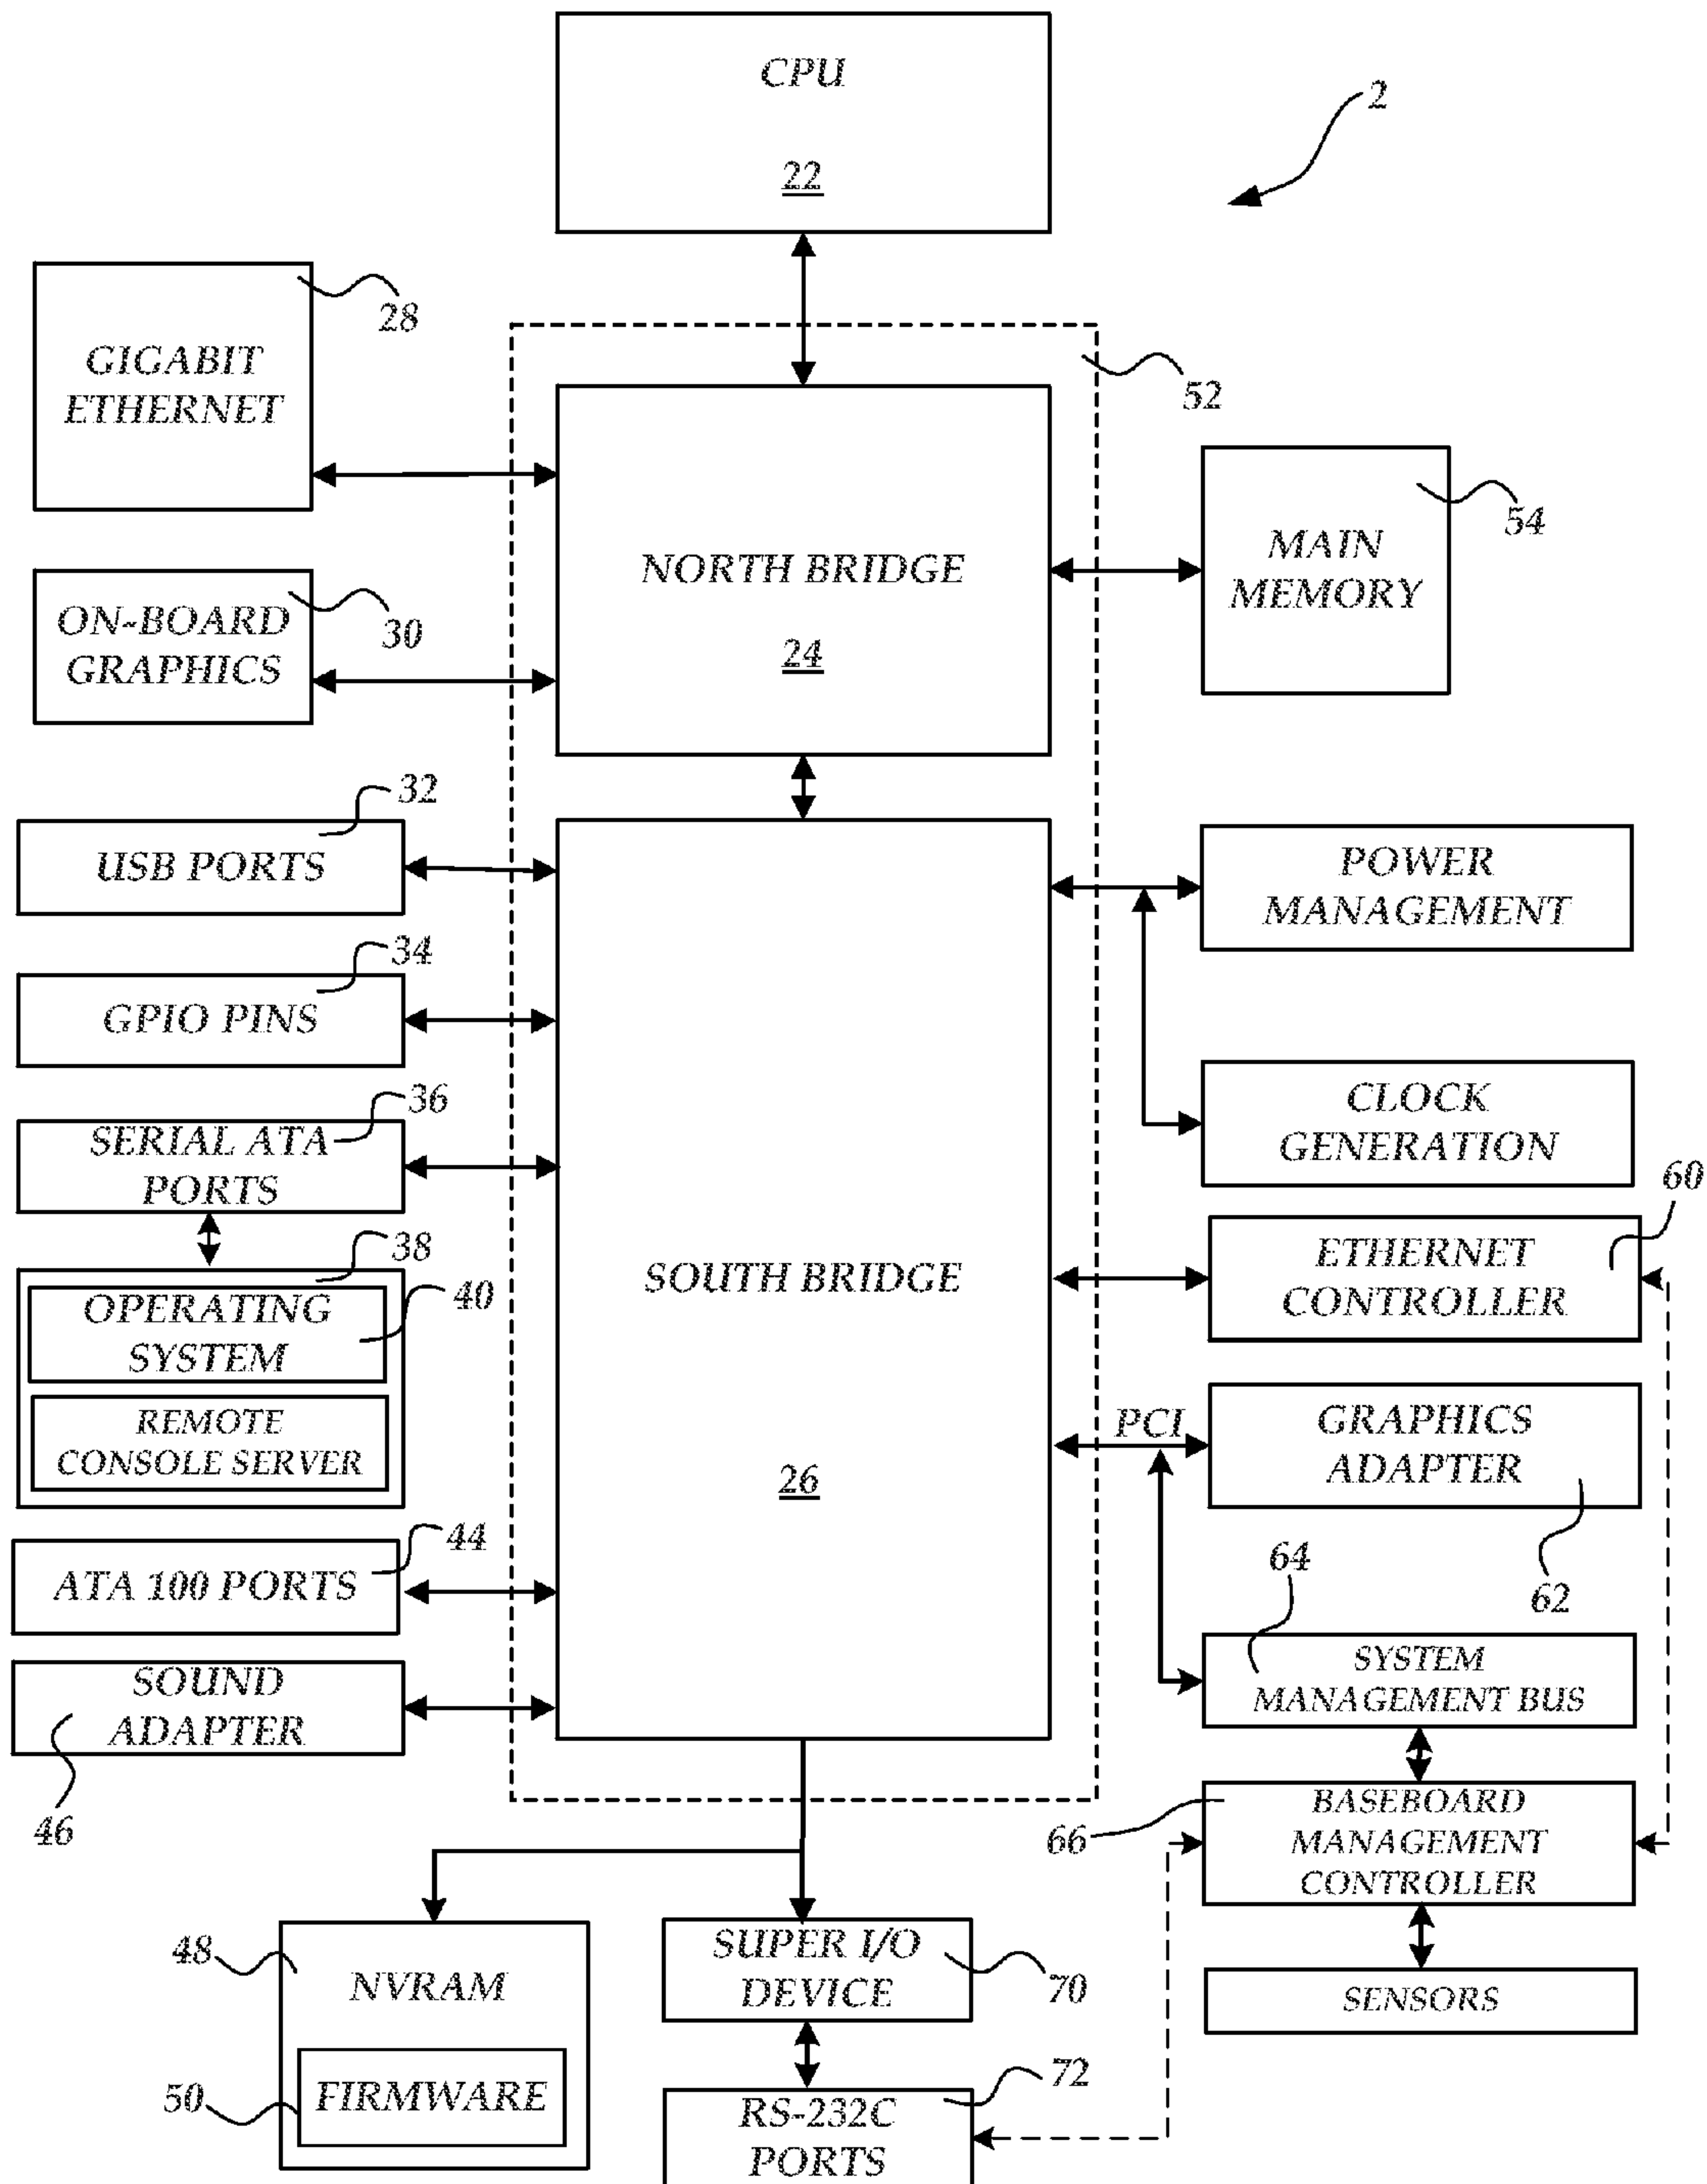 CPU
22
2
28
GIGABIT
ETHERNET
52
54
MAIN
MEMORY
NORTH BRIDGE
24
ON-BOARD
GRAPHICS
30
32
USB PORTS
POWER
MANAGEMENT
34
GPIO PINS
36
SERIAL ATA
PORTS
CLOCK
GENERATION
60
38
OPERATING
SYSTEM
40
SOUTH BRIDGE
26
ETHERNET
CONTROLLER
REMOTE
CONSOLE SERVER
PCI
GRAPHICS
ADAPTER
62
44
ATA 100 PORTS
64
SYSTEM
MANAGEMENT BUS
SOUND
ADAPTER
46
66
BASEBOARD
MANAGEMENT
CONTROLLER
48
NVRAM
SUPER I/O
DEVICE
70
SENSORS
50
FIRMWARE
72
RS-232C
PORTS